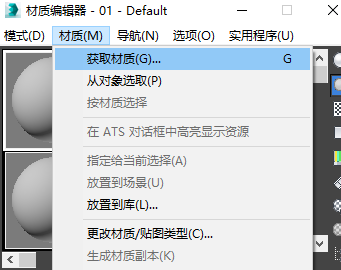 材质编辑器 - 01 - Default
模式(D) 材质(M) 导航(N) 选项(O) 实用程序(U)
获取材质(G)... G
从对象选取(P)
按材质选择
在 ATS 对话框中高亮显示资源
指定给当前选择(A)
放置到场景(U)
放置到库(L)...
更改材质/贴图类型(C)...
生成材质副本(K)